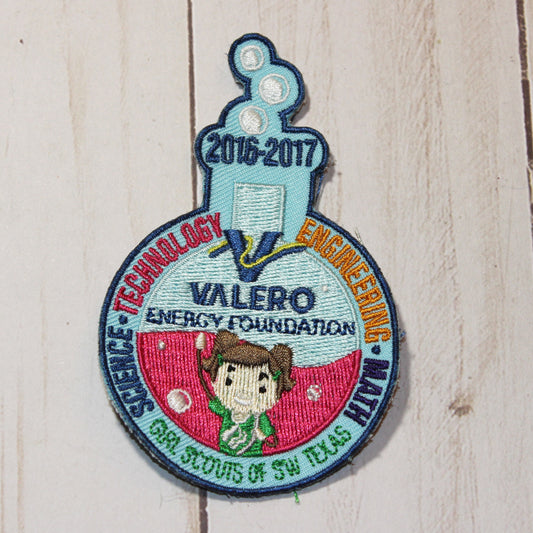 2016-2017
SCIENCE • TECHNOLOGY ENGINEERING • MATH
VALERO
ENERGY FOUNDATION
GIRL SCOUTS OF SW TEXAS